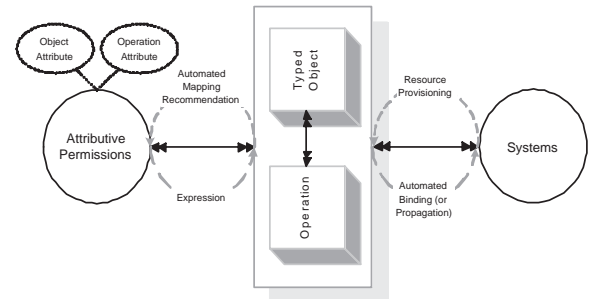 Object
Attribute
Operation
Attribute
Attributive
Permissions
Automated
Mapping
Recommendation
Expression
Typed
Object
Operation
Resource
Provisioning
Automated
Binding (or
Propagation)
Systems